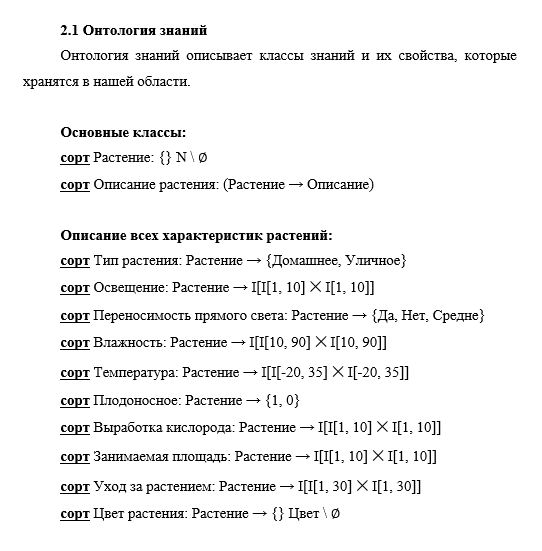 2.1 Онтология знаний
Онтология знаний описывает классы знаний и их свойства, которые
хранятся в нашей области.
Основные классы:
сорт Растение: {} N \ ∅
сорт Описание растения: (Растение → Описание)
Описание всех характеристик растений:
сорт Тип растения: Растение → {Домашнее, Уличное}
сорт Освещение: Растение → I[I[1, 10] × I[1, 10]]
сорт Переносимость прямого света: Растение → {Да, Нет, Средне}
сорт Влажность: Растение → I[I[10, 90] × I[10, 90]]
сорт Температура: Растение → I[I[-20, 35] × I[-20, 35]]
сорт Плодоносное: Растение → {1, 0}
сорт Выработка кислорода: Растение → I[I[1, 10] × I[1, 10]]
сорт Занимаемая площадь: Растение → I[I[1, 10] × I[1, 10]]
сорт Уход за растением: Растение → I[I[1, 30] × I[1, 30]]
сорт Цвет растения: Растение → {} Цвет \ ∅